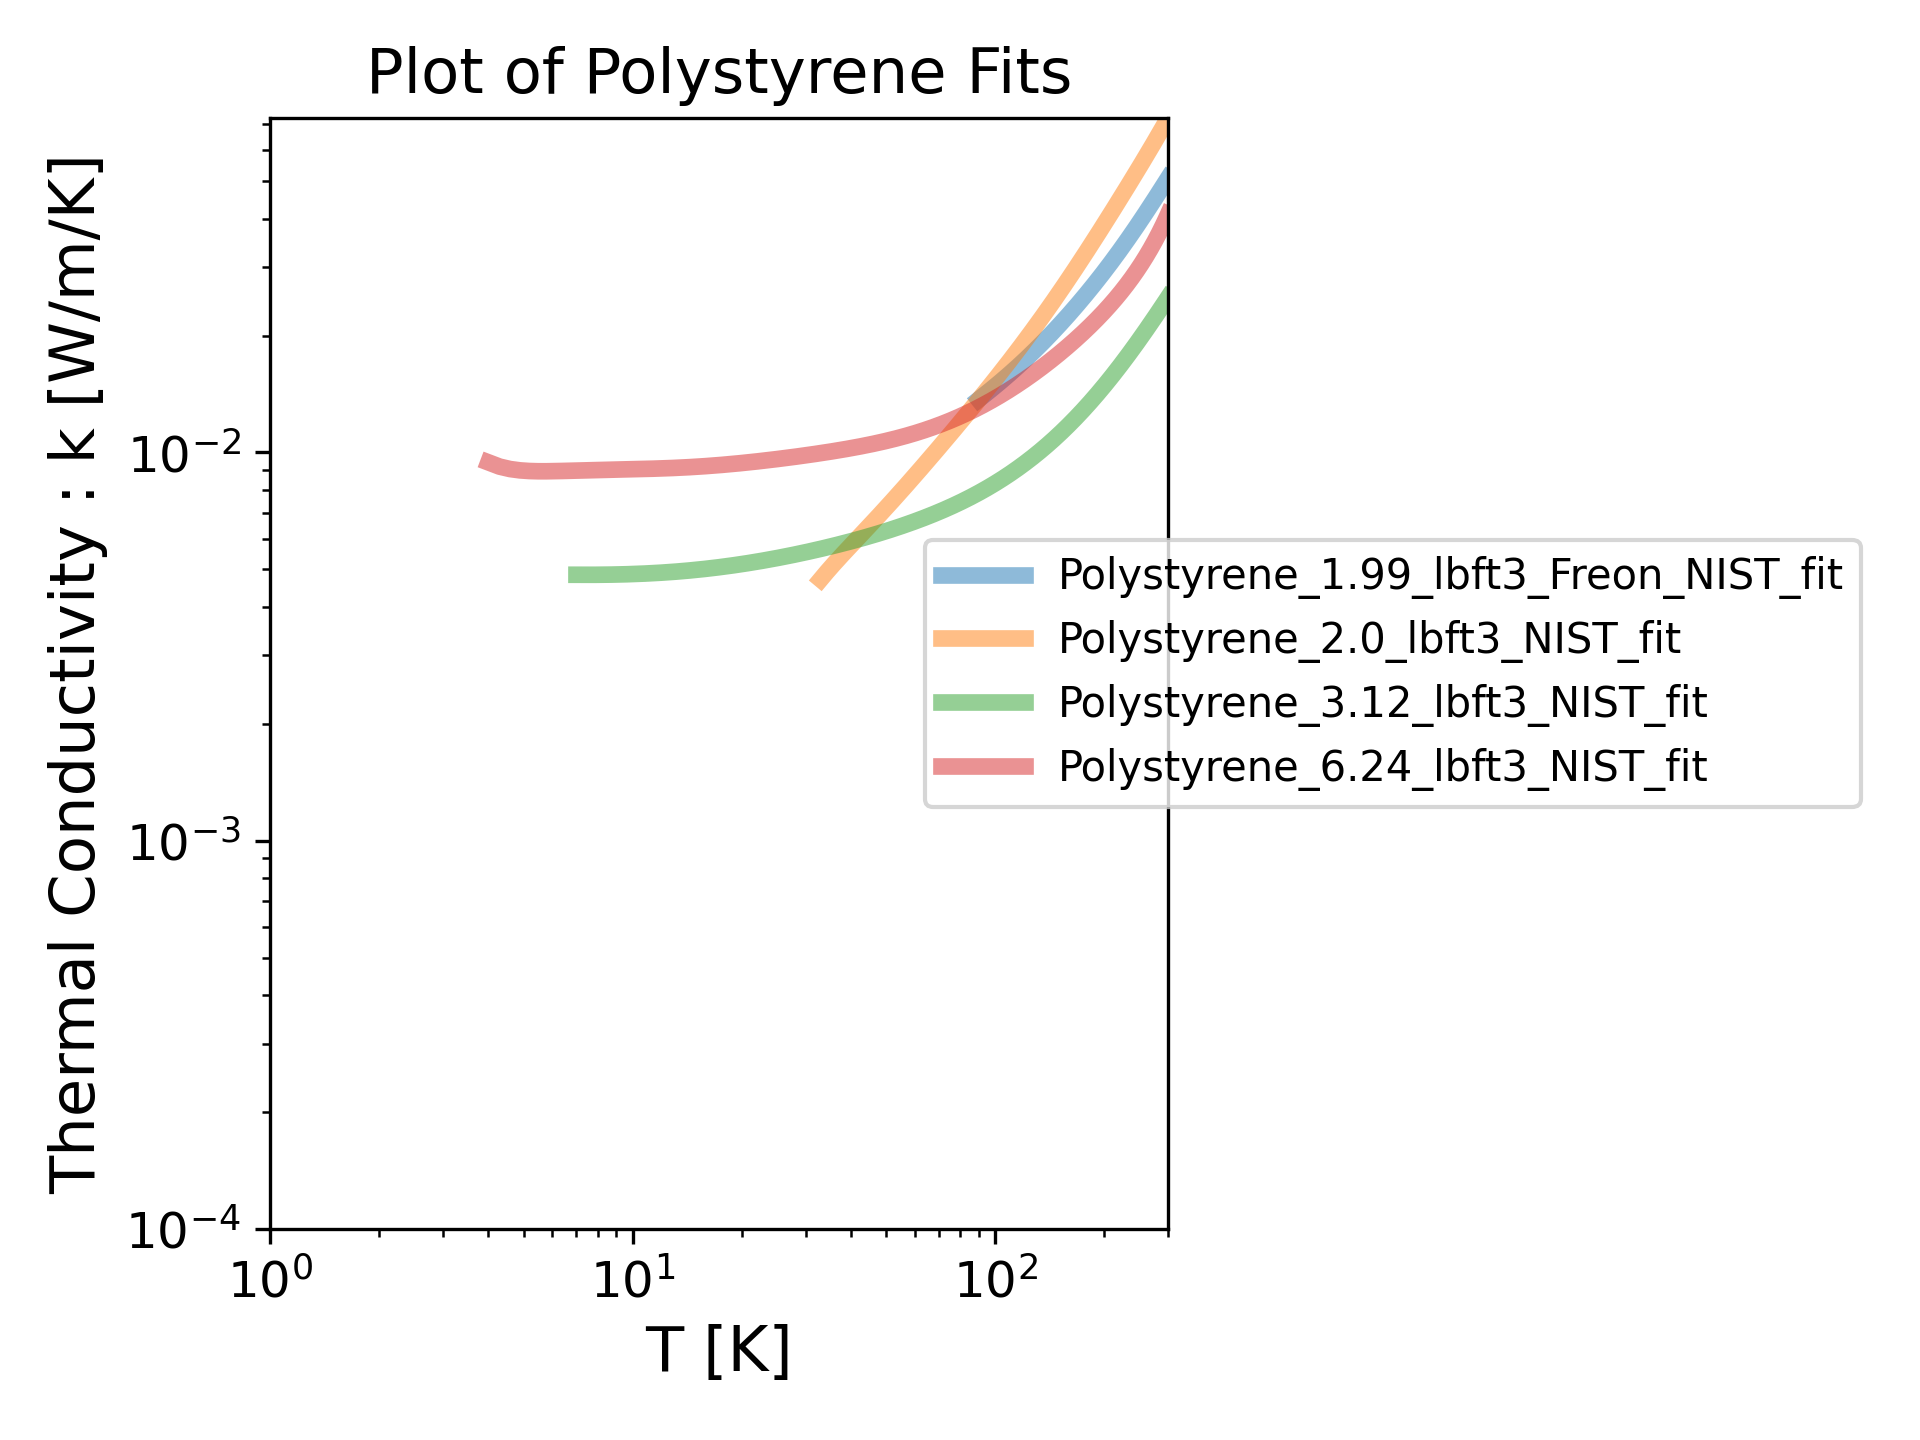 Plot of Polystyrene Fits
Thermal Conductivity : k [W/m/K]
10⁻²
10⁻³
10⁻⁴
10⁰ 10¹ 10²
T [K]
Polystyrene_1.99_lbft3_Freon_NIST_fit
Polystyrene_2.0_lbft3_NIST_fit
Polystyrene_3.12_lbft3_NIST_fit
Polystyrene_6.24_lbft3_NIST_fit